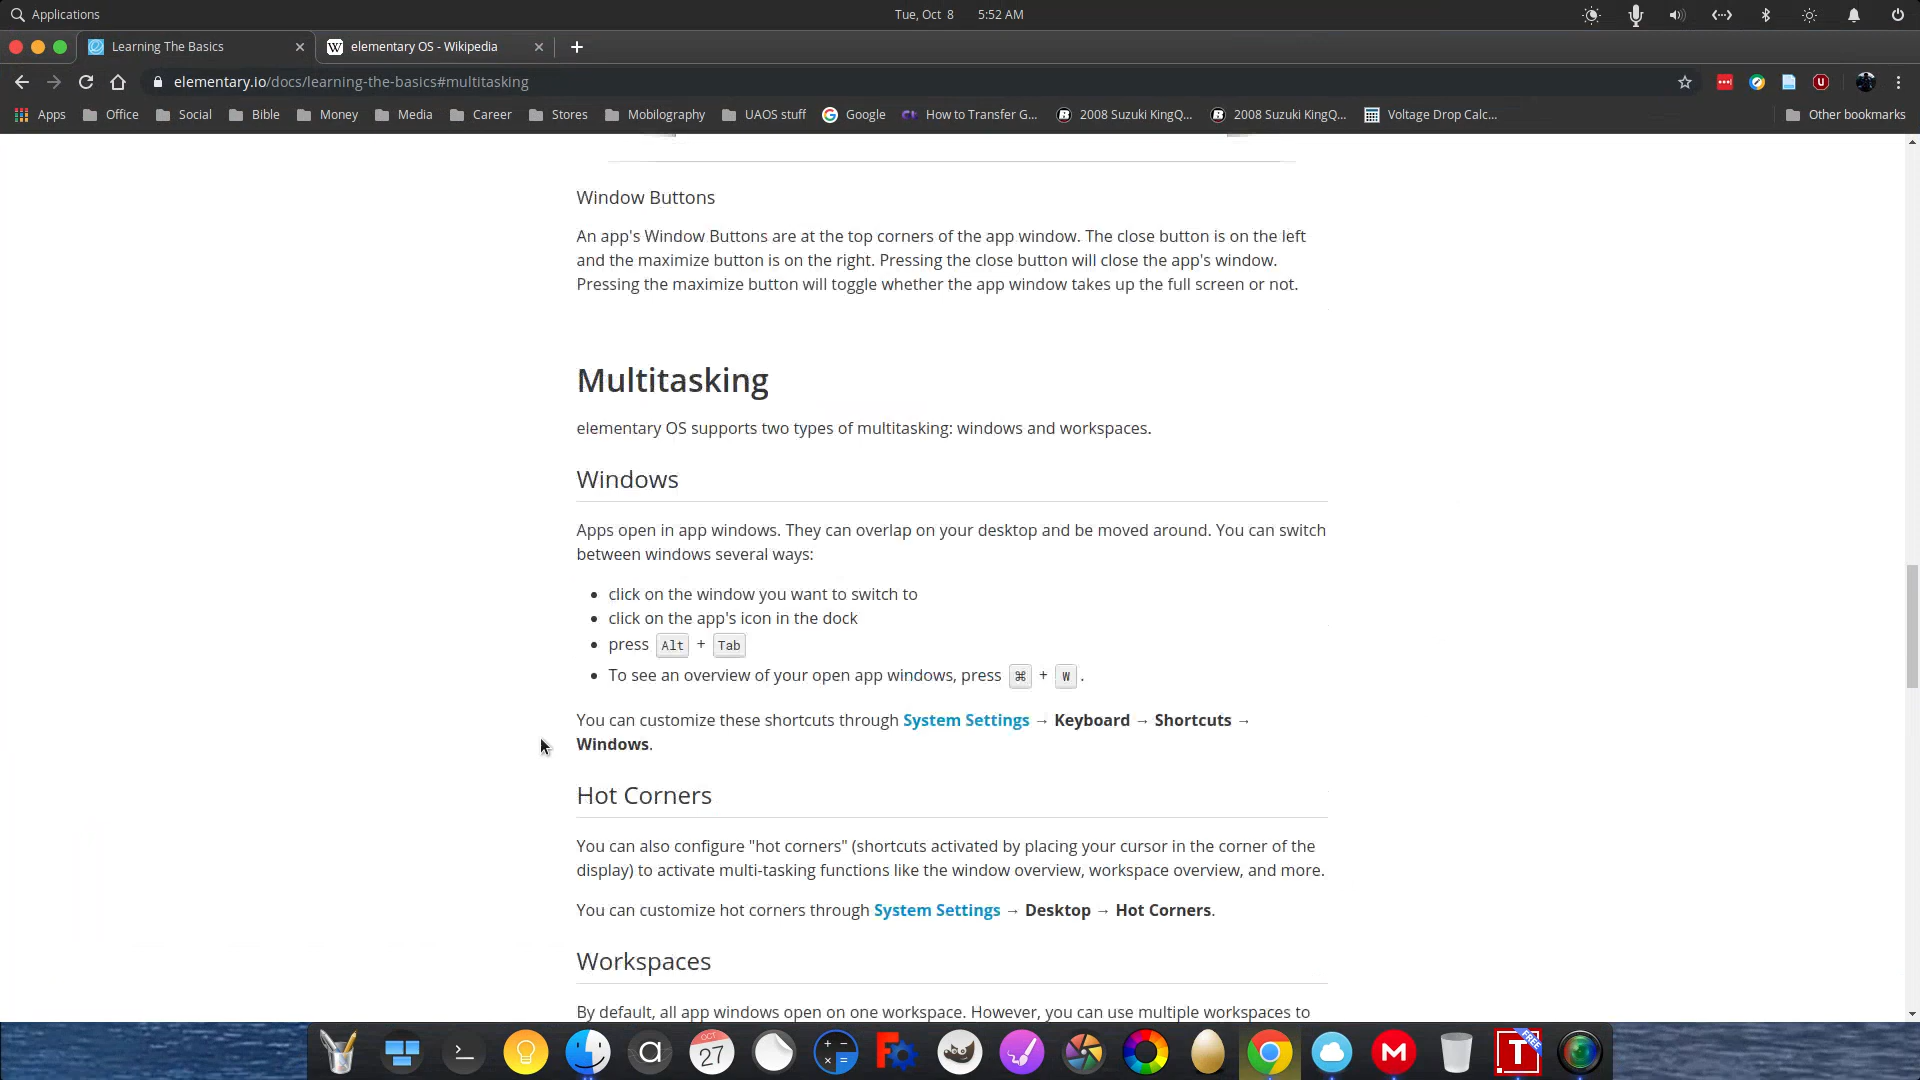 Applications
Tue, Oct 8 5:52 AM
Learning The Basics
elementary OS - Wikipedia
elementary.io/docs/learning-the-basics#multitasking
Apps Office Social Bible Money Media Career Stores Mobilography UAOS stuff Google How to Transfer G... 2008 Suzuki KingQ... 2008 Suzuki KingQ... Voltage Drop Calc... Other bookmarks
Window Buttons
An app's Window Buttons are at the top corners of the app window. The close button is on the left
and the maximize button is on the right. Pressing the close button will close the app's window.
Pressing the maximize button will toggle whether the app window takes up the full screen or not.
Multitasking
elementary OS supports two types of multitasking: windows and workspaces.
Windows
Apps open in app windows. They can overlap on your desktop and be moved around. You can switch
between windows several ways:
• click on the window you want to switch to
• click on the app's icon in the dock
• press Alt + Tab
• To see an overview of your open app windows, press ⌘ + W.
You can customize these shortcuts through System Settings → Keyboard → Shortcuts →
Windows.
Hot Corners
You can also configure "hot corners" (shortcuts activated by placing your cursor in the corner of the
display) to activate multi-tasking functions like the window overview, workspace overview, and more.
You can customize hot corners through System Settings → Desktop → Hot Corners.
Workspaces
By default, all app windows open on one workspace. However, you can use multiple workspaces to
OCT
27
a
M
T
FREE